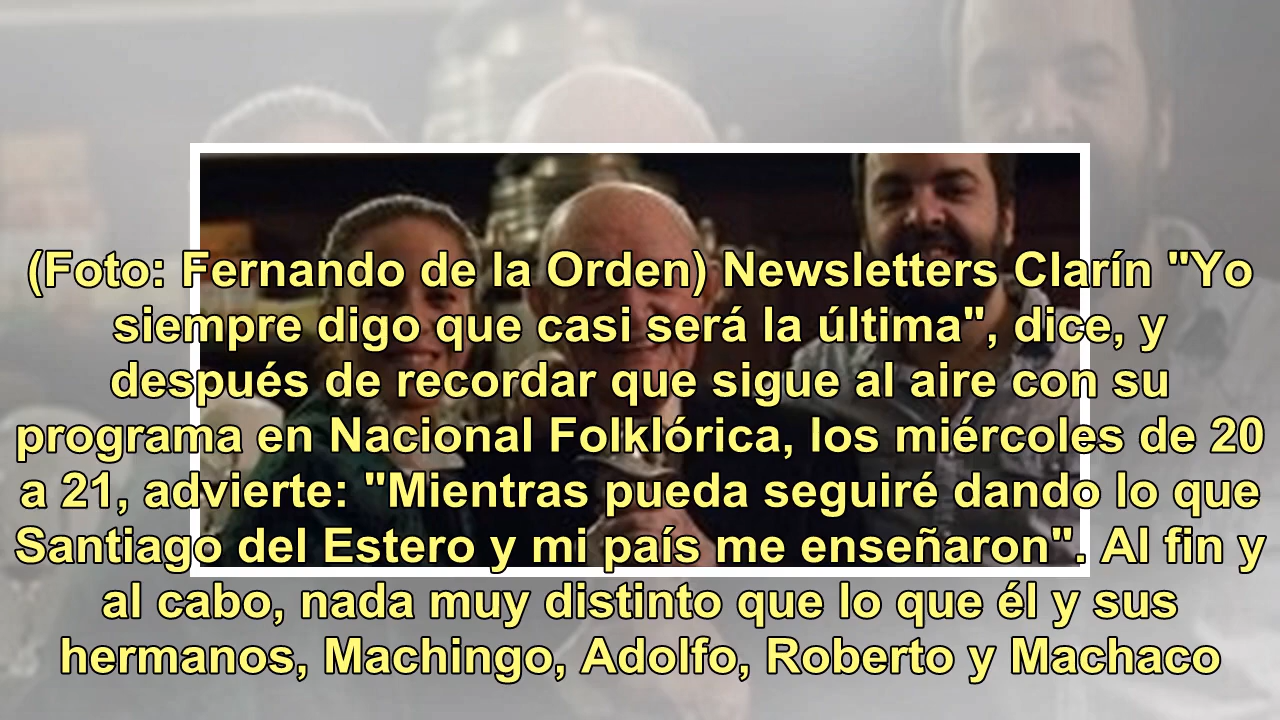 (Foto: Fernando de la Orden) Newsletters Clarín "Yo
siempre digo que casi será la última", dice, y
después de recordar que sigue al aire con su
programa en Nacional Folklórica, los miércoles de 20
a 21, advierte: "Mientras pueda seguiré dando lo que
Santiago del Estero y mi país me enseñaron". Al fin y
al cabo, nada muy distinto que lo que él y sus
hermanos, Machingo, Adolfo, Roberto y Machaco